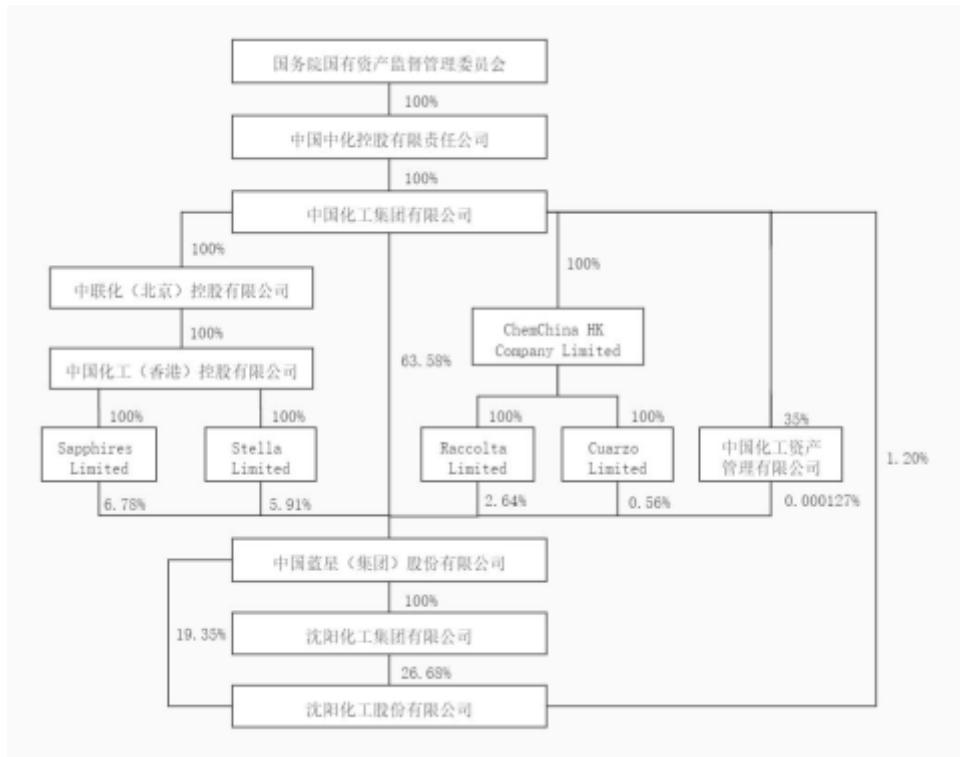 国务院国有资产监督管理委员会
100%
中国中化控股有限责任公司
100%
中国化工集团有限公司
100%
100%
中联化（北京）控股有限公司
ChemChina HK
Company Limited
100%
63.58%
中国化工（香港）控股有限公司
100%
100%
100%
100%
35%
Sapphires
Limited
Stella
Limited
Raccolta
Limited
Cuarzo
Limited
中国化工资产
管理有限公司
1.20%
6.78%
5.91%
2.64%
0.56%
0.000127%
中国蓝星（集团）股份有限公司
100%
19.35%
沈阳化工集团有限公司
26.68%
沈阳化工股份有限公司